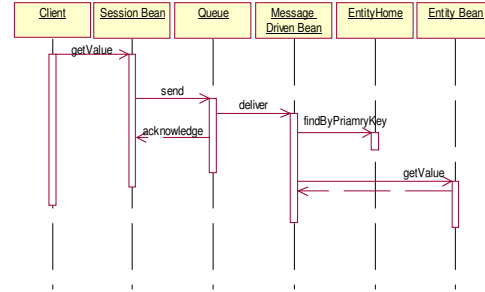 Client
Session Bean
Queue
Message
Driven Bean
EntityHome
Entity Bean
getValue
send
deliver
acknowledge
findByPriamryKey
getValue